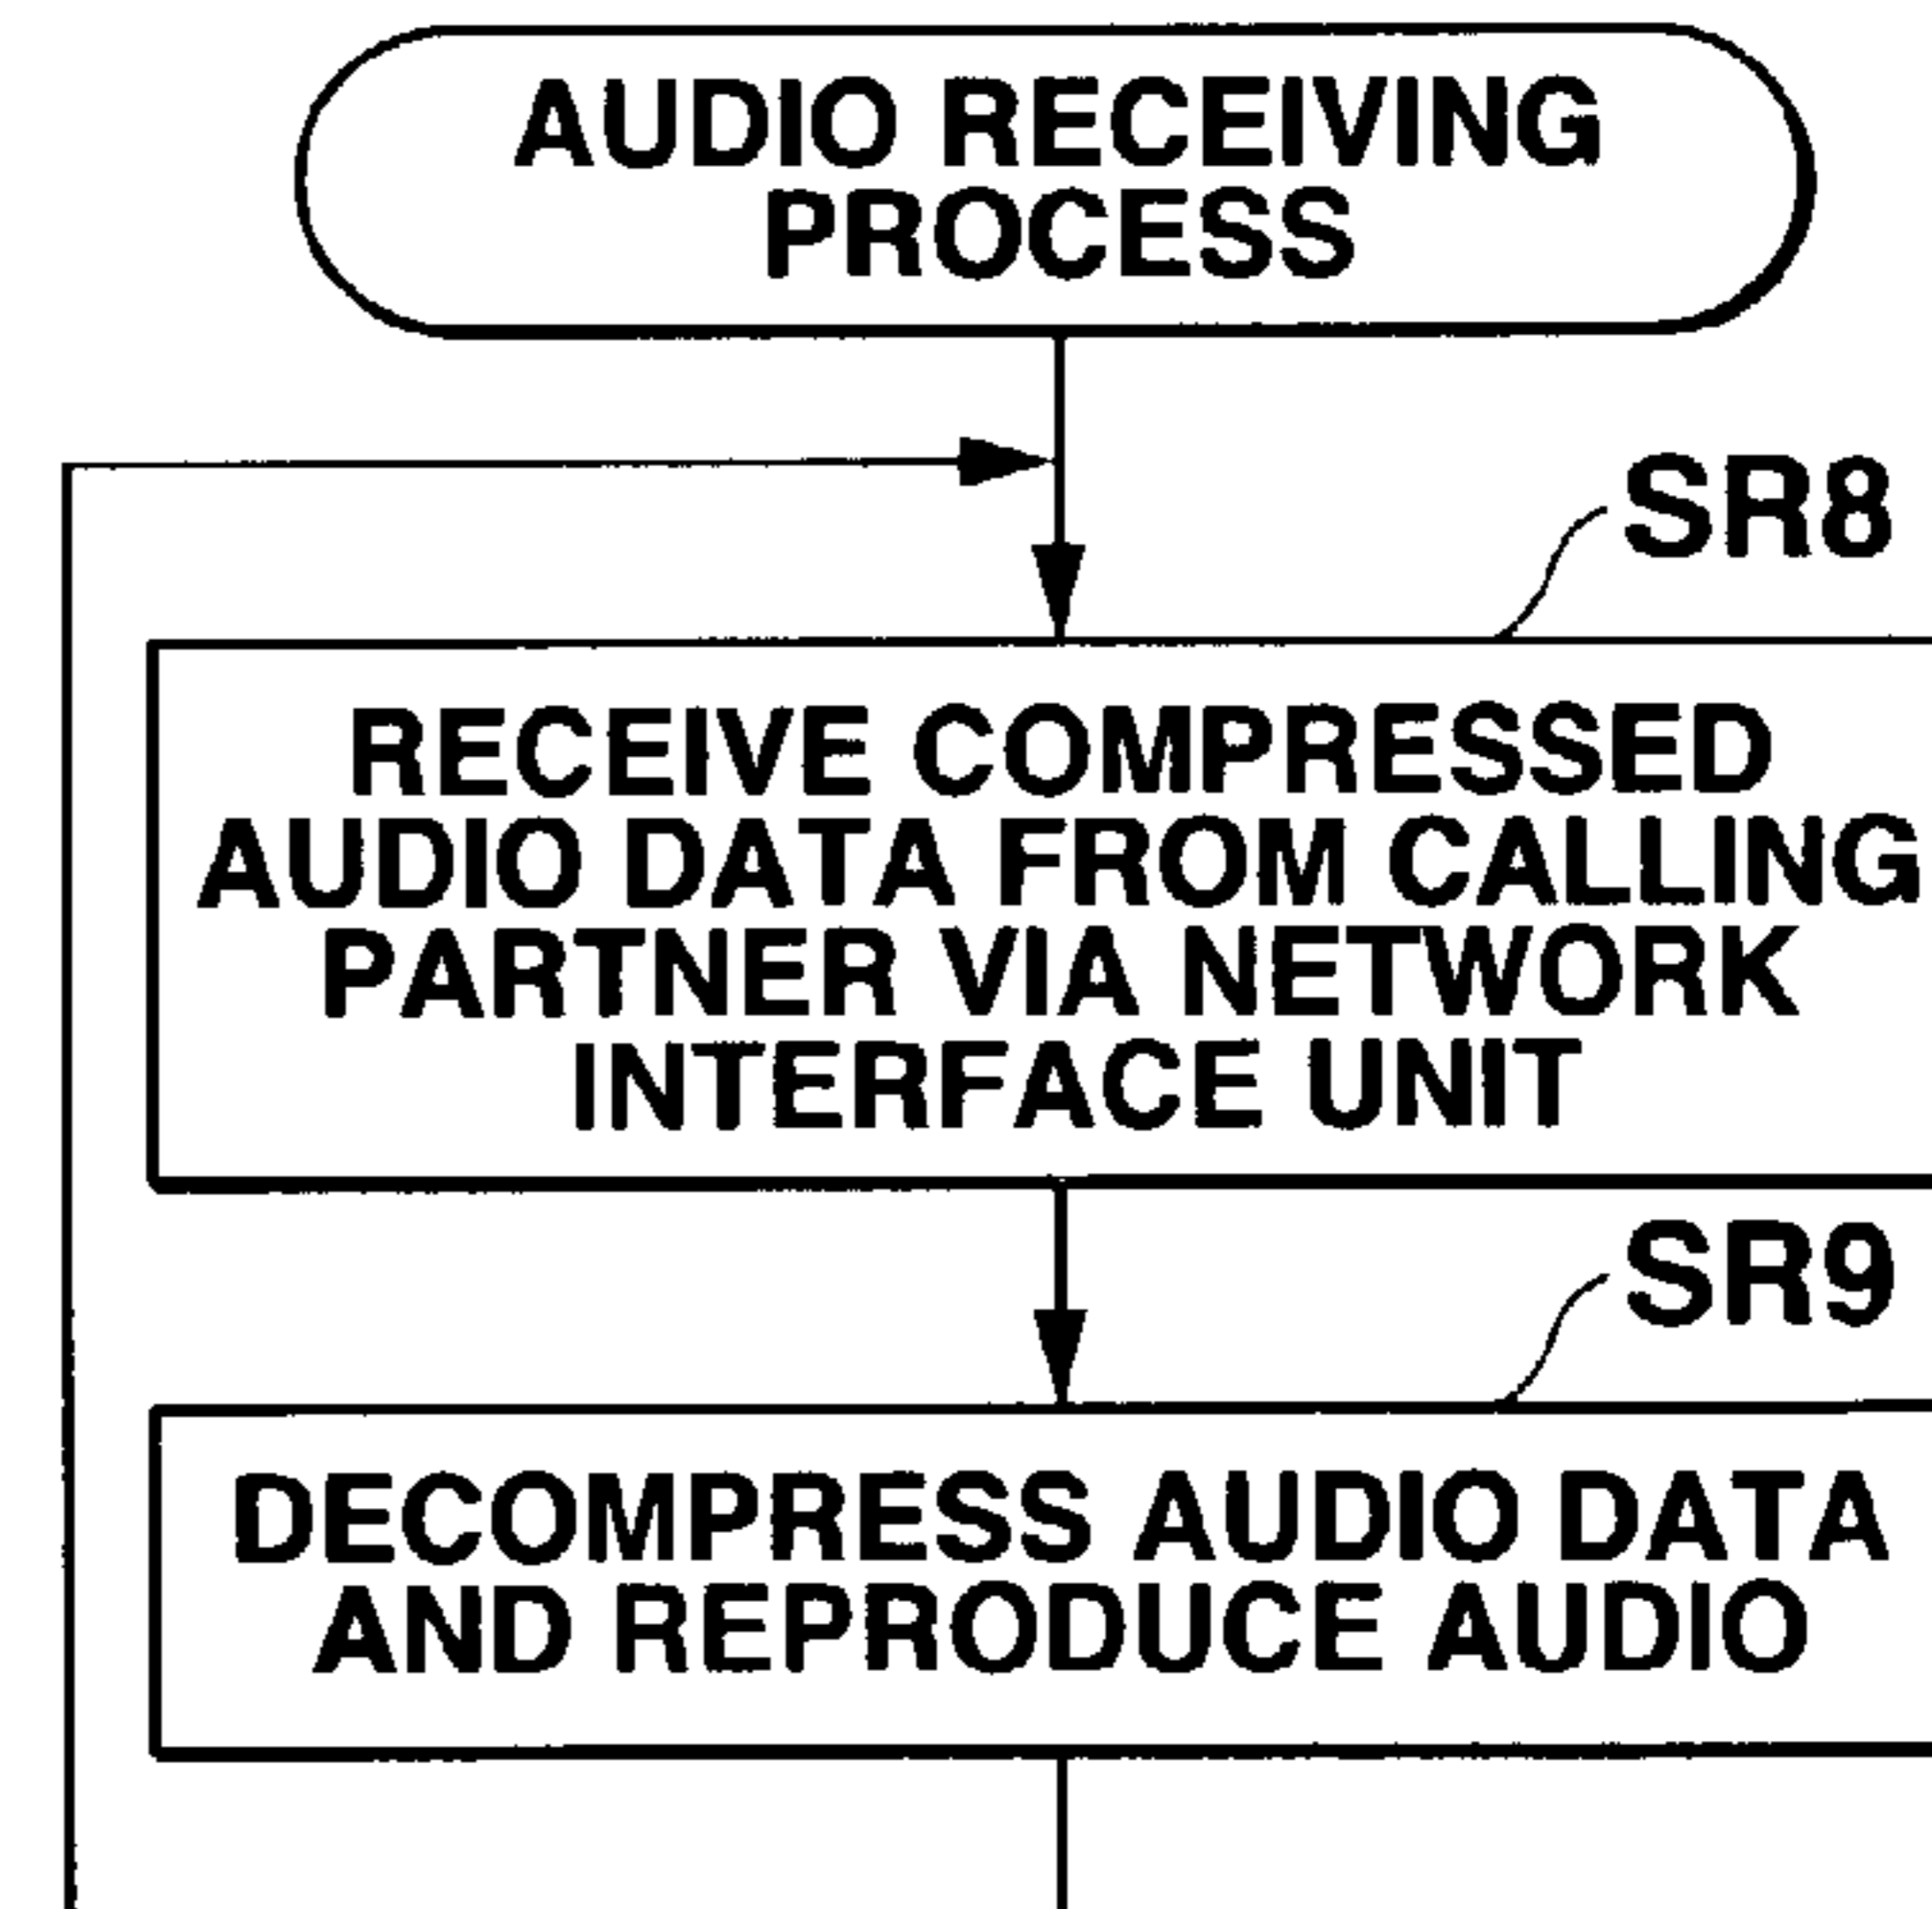 AUDIO RECEIVING
PROCESS
SR8
RECEIVE COMPRESSED
AUDIO DATA FROM CALLING
PARTNER VIA NETWORK
INTERFACE UNIT
SR9
DECOMPRESS AUDIO DATA
AND REPRODUCE AUDIO